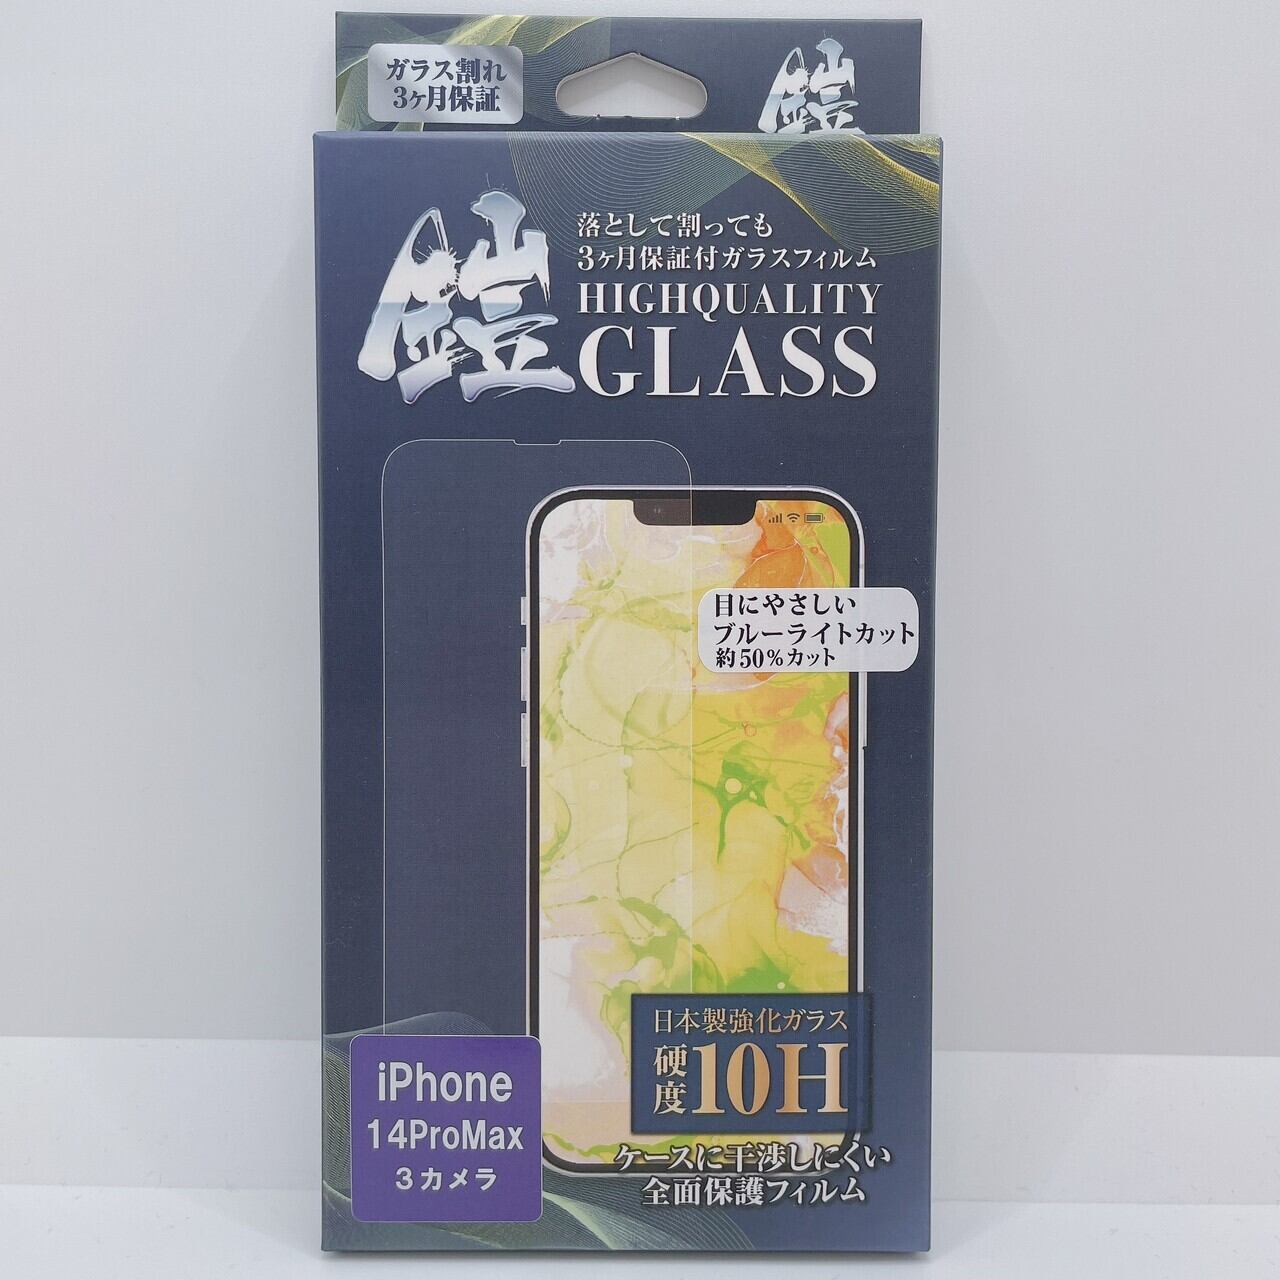 ガラス割れ
3ヶ月保証
鎧
鎧
落として割っても
3ヶ月保証付ガラスフィルム
HIGHQUALITY
GLASS
目にやさしい
ブルーライトカット
約50%カット
日本製強化ガラス
硬度10H
iPhone
14ProMax
3カメラ
ケースに干渉しにくい
全面保護フィルム